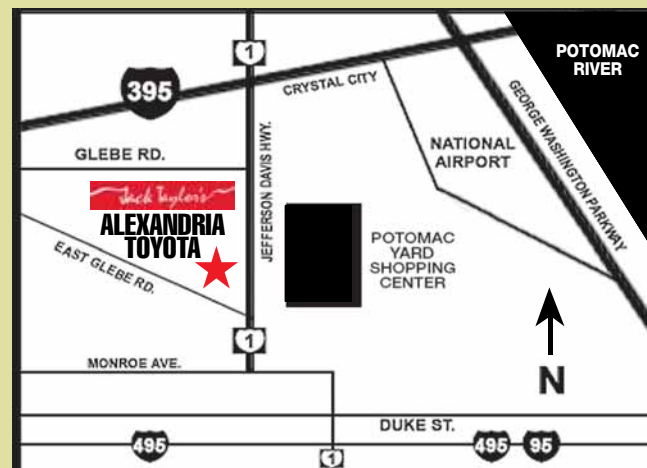 1
POTOMAC
RIVER
395
CRYSTAL CITY
GEORGE WASHINGTON PARKWAY
GLEBE RD.
NATIONAL
AIRPORT
Jack Taylor's
ALEXANDRIA
TOYOTA
JEFFERSON DAVIS HWY.
EAST GLEBE RD.
POTOMAC
YARD
SHOPPING
CENTER
1
MONROE AVE.
N
DUKE ST.
495
1
495
95